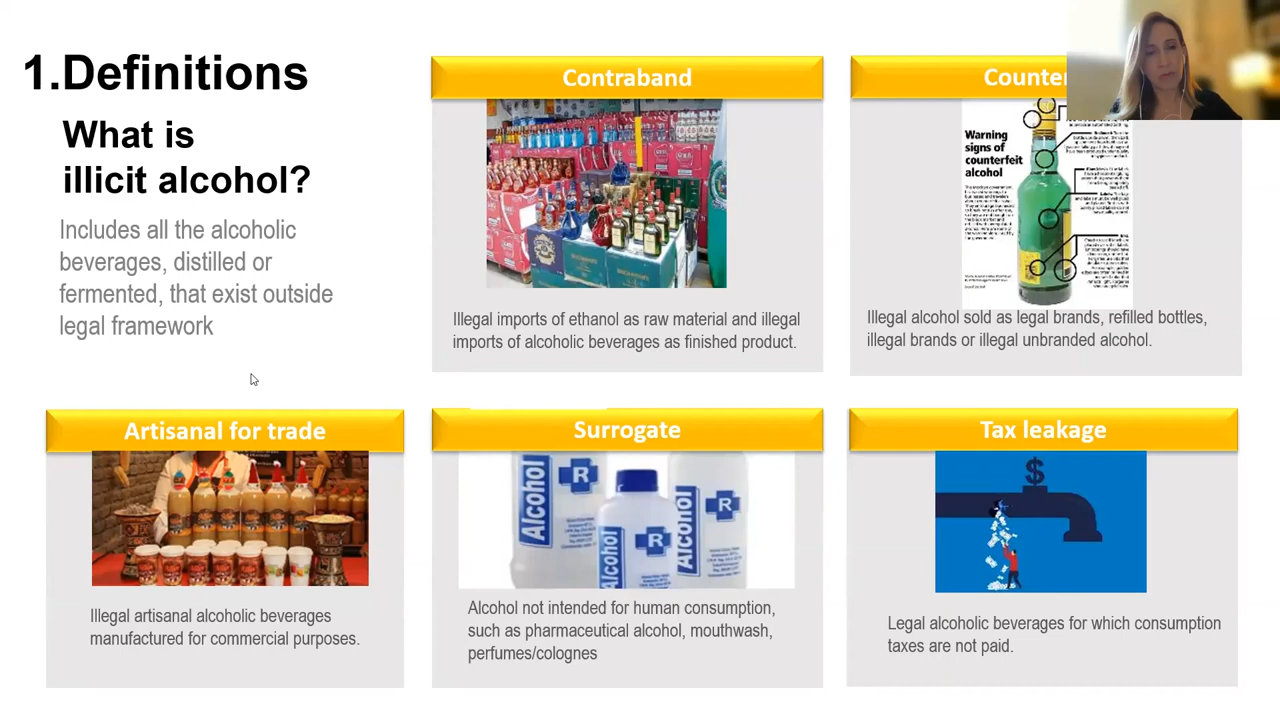 1.Definitions
What is
illicit alcohol?
Includes all the alcoholic
beverages, distilled or
fermented, that exist outside
legal framework
Contraband
Illegal imports of ethanol as raw material and illegal
imports of alcoholic beverages as finished product.
Counter
Warning
signs of
counterfeit
alcohol
Illegal alcohol sold as legal brands, refilled bottles,
illegal brands or illegal unbranded alcohol.
Artisanal for trade
Illegal artisanal alcoholic beverages
manufactured for commercial purposes.
Surrogate
Alcohol
R
Alcohol
R
Alcohol
R
Alcohol not intended for human consumption,
such as pharmaceutical alcohol, mouthwash,
perfumes/colognes
Tax leakage
$
Legal alcoholic beverages for which consumption
taxes are not paid.